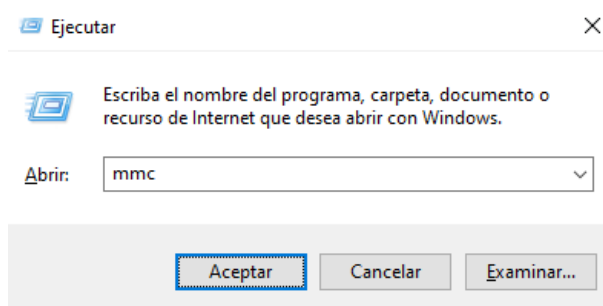 Ejecutar
Escriba el nombre del programa, carpeta, documento o
recurso de Internet que desea abrir con Windows.
Abrir: mmc
Aceptar Cancelar Examinar...